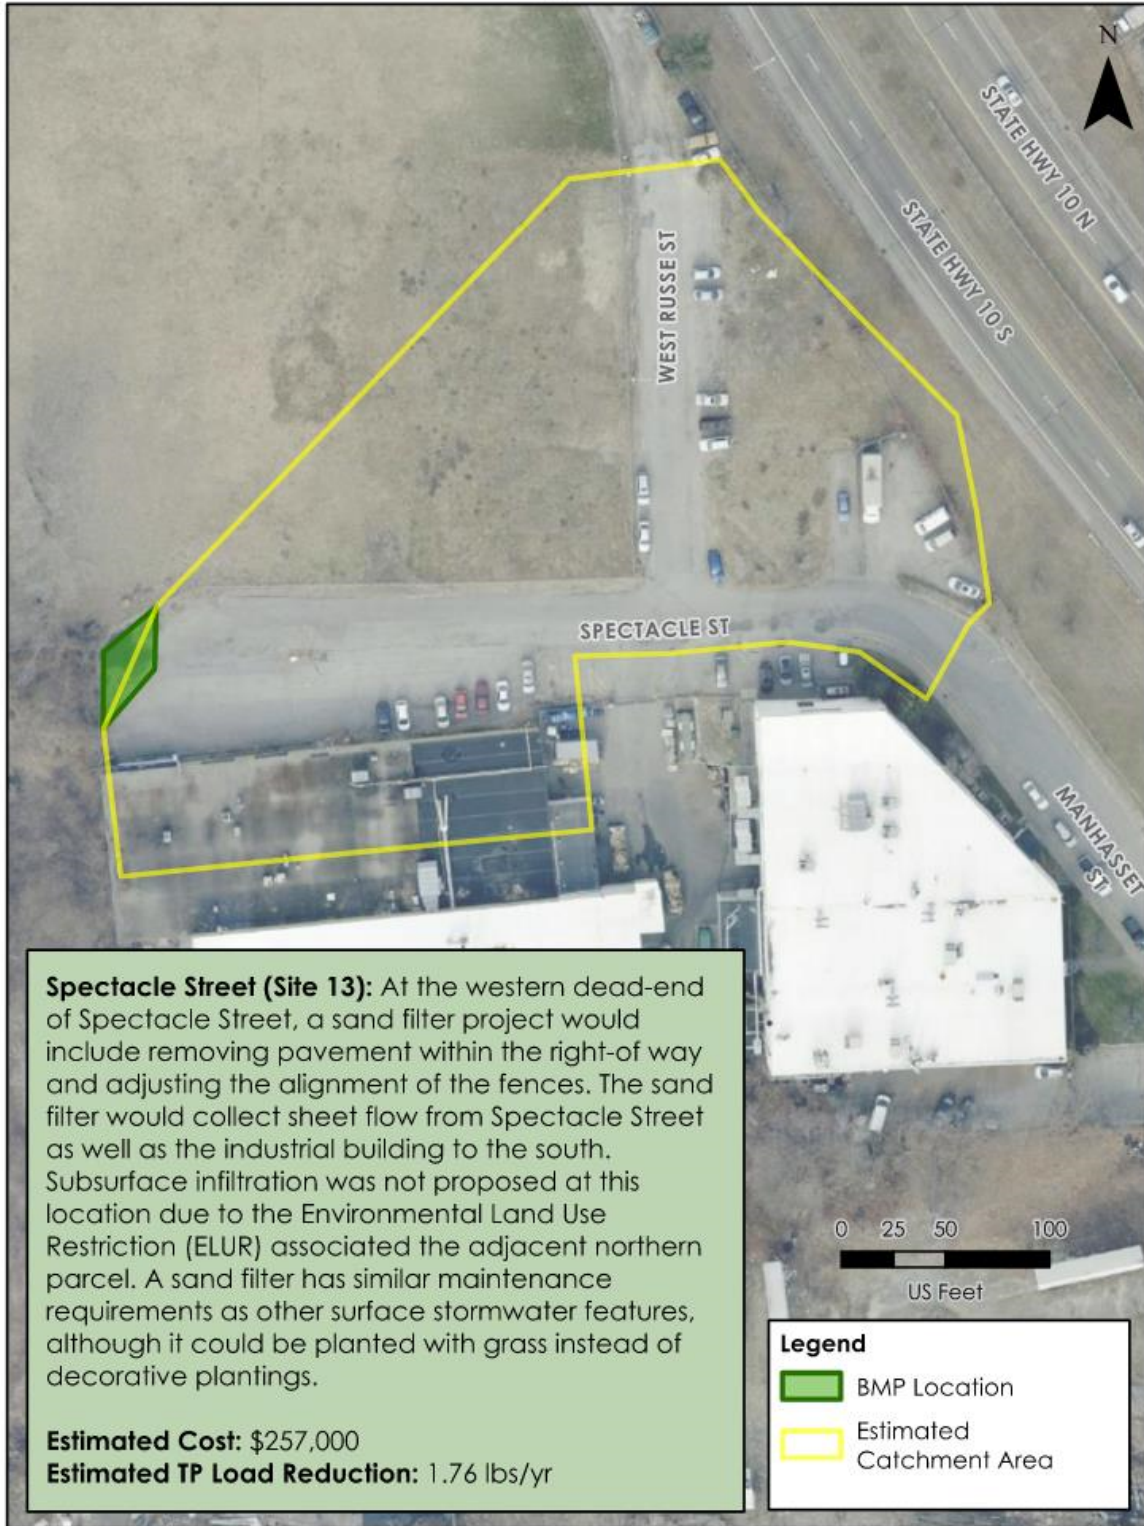 N
STATE HWY 10 N
STATE HWY 10 S
WEST RUSSE ST
SPECTACLE ST
MANHASSET
ST
Spectacle Street (Site 13): At the western dead-end
of Spectacle Street, a sand filter project would
include removing pavement within the right-of way
and adjusting the alignment of the fences. The sand
filter would collect sheet flow from Spectacle Street
as well as the industrial building to the south.
Subsurface infiltration was not proposed at this
location due to the Environmental Land Use
Restriction (ELUR) associated the adjacent northern
parcel. A sand filter has similar maintenance
requirements as other surface stormwater features,
although it could be planted with grass instead of
decorative plantings.
Estimated Cost: $257,000
Estimated TP Load Reduction: 1.76 lbs/yr
0 25 50 100
US Feet
Legend
BMP Location
Estimated
Catchment Area